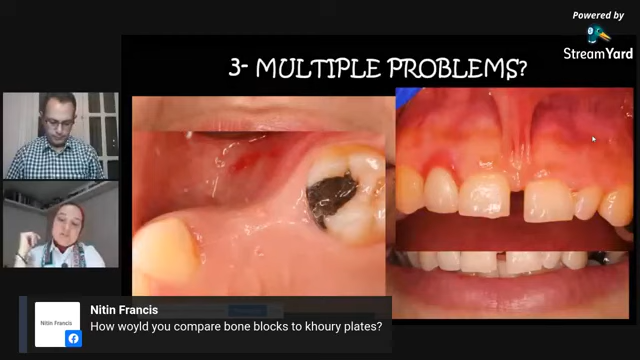 Powered by
StreamYard
3- MULTIPLE PROBLEMS?
Nitin Francis
Nitin Francis
How woyld you compare bone blocks to khoury plates?